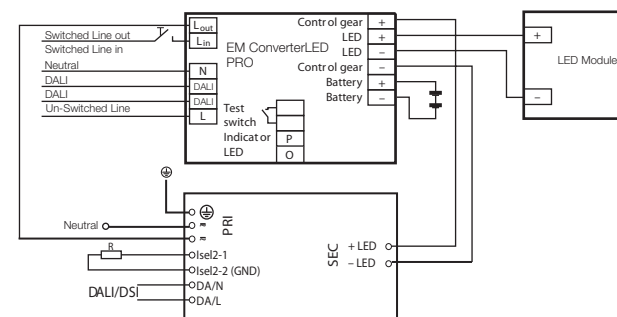 Switched Line out
Switched Line in
Neutral
DALI
DALI
Un-Switched Line
Lout
Lin
N
DALI
DALI
L
EM ConverterLED
PRO
Test
switch
Indicator
LED
P
O
Control gear +
LED +
LED –
Control gear –
Battery +
Battery –
+
–
LED Module
Neutral
R
DALI/DSI
PRI
Isel2-1
Isel2-2 (GND)
DA/N
DA/L
SEC
+ LED
– LED